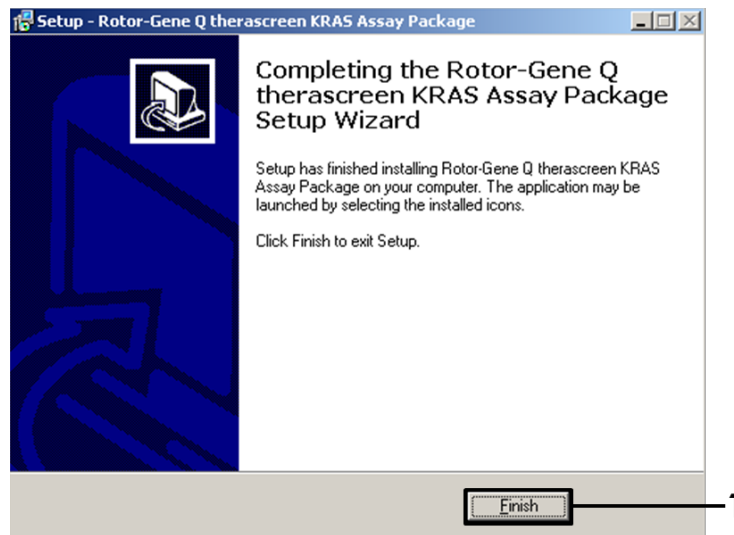 Setup - Rotor-Gene Q therascreen KRAS Assay Package
Completing the Rotor-Gene Q
therascreen KRAS Assay Package
Setup Wizard
Setup has finished installing Rotor-Gene Q therascreen KRAS
Assay Package on your computer. The application may be
launched by selecting the installed icons.
Click Finish to exit Setup.
Finish